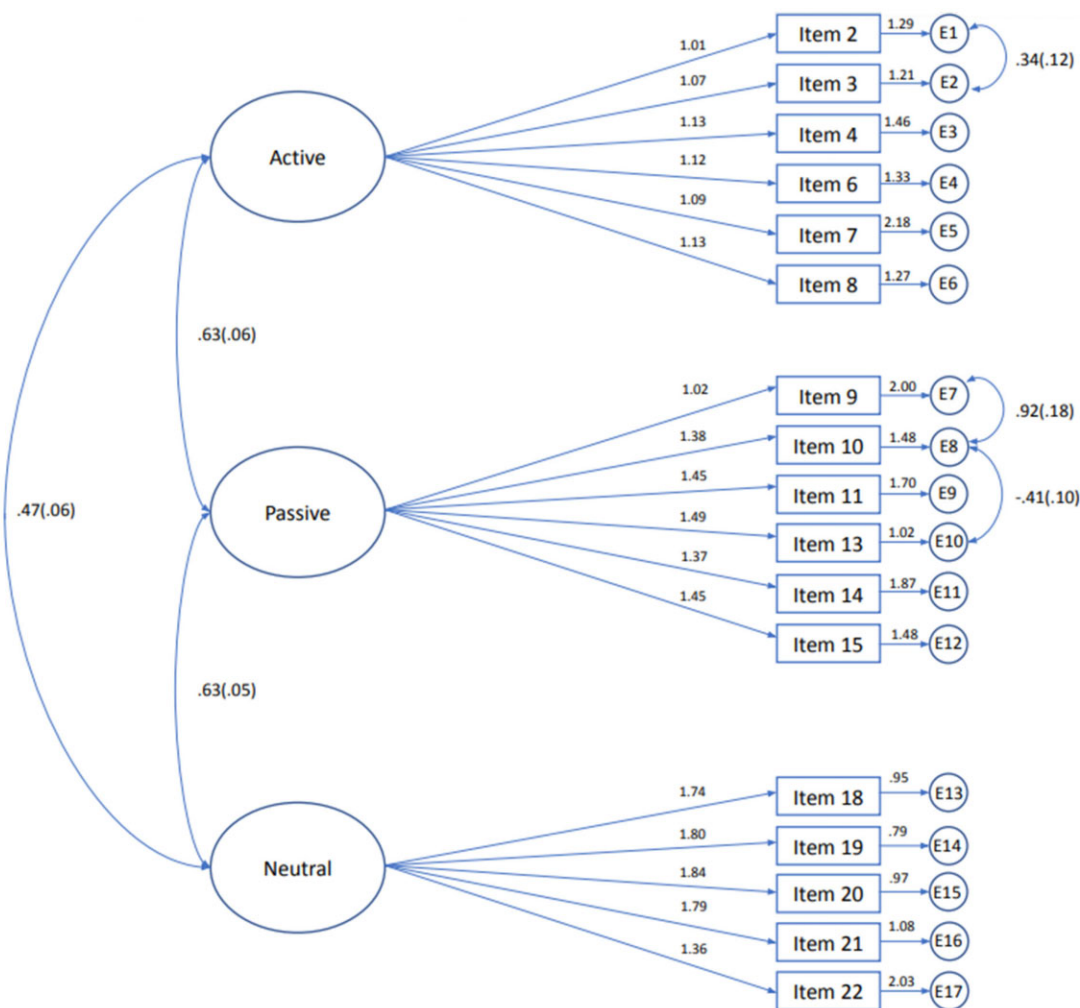 Active
Passive
Neutral
.63(.06)
.47(.06)
.63(.05)
1.01
Item 2
1.29
E1
1.07
Item 3
1.21
E2
1.13
Item 4
1.46
E3
1.12
Item 6
1.33
E4
1.09
Item 7
2.18
E5
1.13
Item 8
1.27
E6
.34(.12)
1.02
Item 9
2.00
E7
1.38
Item 10
1.48
E8
1.45
Item 11
1.70
E9
1.49
Item 13
1.02
E10
1.37
Item 14
1.87
E11
1.45
Item 15
1.48
E12
.92(.18)
-.41(.10)
1.74
Item 18
.95
E13
1.80
Item 19
.79
E14
1.84
Item 20
.97
E15
1.79
Item 21
1.08
E16
1.36
Item 22
2.03
E17